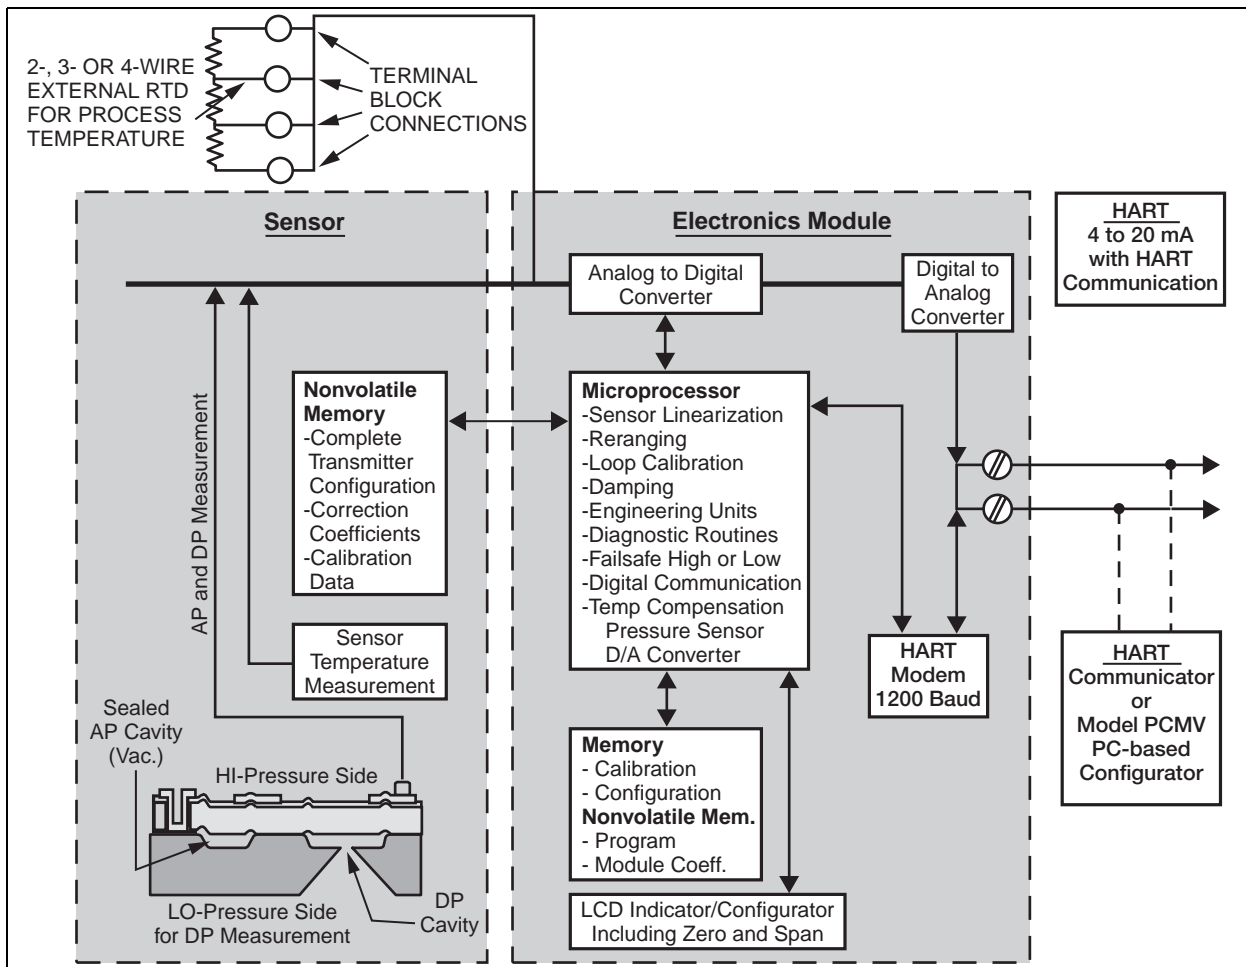 2-, 3- OR 4-WIRE
EXTERNAL RTD
FOR PROCESS
TEMPERATURE
TERMINAL
BLOCK
CONNECTIONS
Sensor
AP and DP Measurement
Nonvolatile
Memory
-Complete
Transmitter
Configuration
-Correction
Coefficients
-Calibration
Data
Sensor
Temperature
Measurement
Sealed
AP Cavity
(Vac.)
HI-Pressure Side
LO-Pressure Side
for DP Measurement
DP
Cavity
Electronics Module
Analog to Digital
Converter
Digital to
Analog
Converter
Microprocessor
-Sensor Linearization
-Reranging
-Loop Calibration
-Damping
-Engineering Units
-Diagnostic Routines
-Failsafe High or Low
-Digital Communication
-Temp Compensation
Pressure Sensor
D/A Converter
HART
Modem
1200 Baud
Memory
- Calibration
- Configuration
Nonvolatile Mem.
- Program
- Module Coeff.
LCD Indicator/Configurator
Including Zero and Span
HART
4 to 20 mA
with HART
Communication
HART
Communicator
or
Model PCMV
PC-based
Configurator